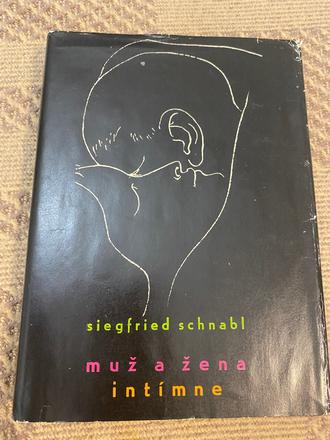 siegfried schnabl
muž a žena
intímne